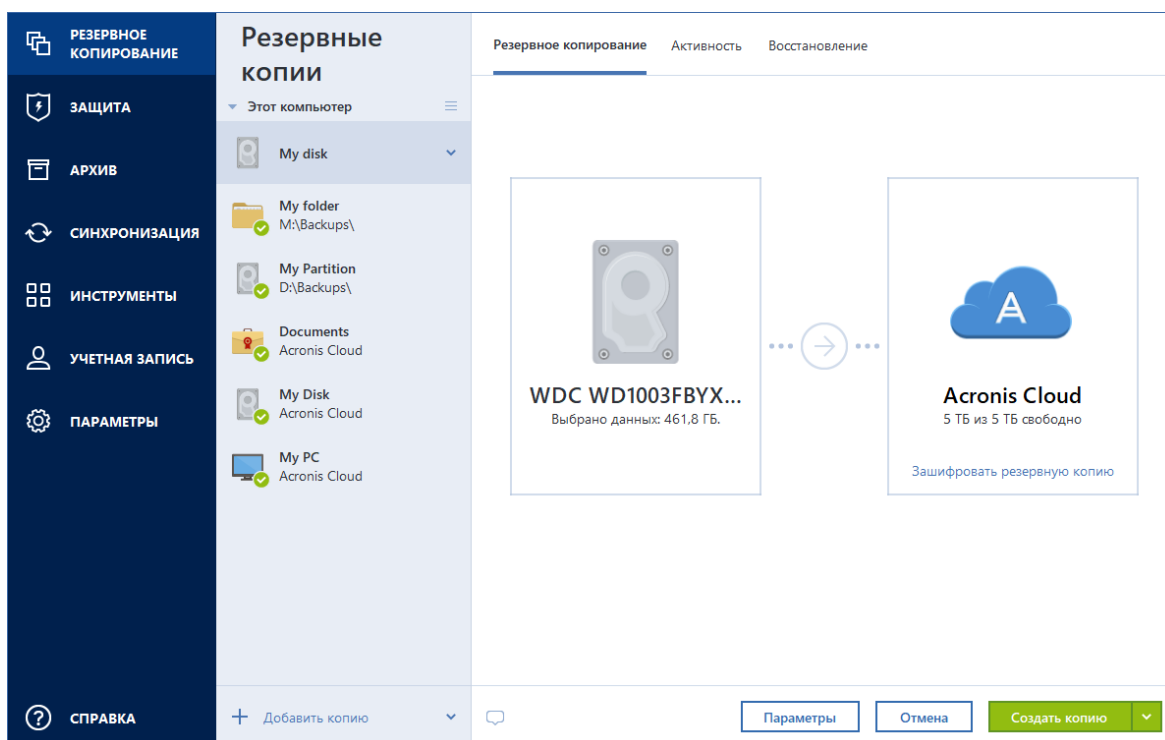 РЕЗЕРВНОЕ
КОПИРОВАНИЕ
ЗАЩИТА
АРХИВ
СИНХРОНИЗАЦИЯ
ИНСТРУМЕНТЫ
УЧЕТНАЯ ЗАПИСЬ
ПАРАМЕТРЫ
СПРАВКА
Резервные
копии
Этот компьютер
My disk
My folder
M:\Backups\
My Partition
D:\Backups\
Documents
Acronis Cloud
My Disk
Acronis Cloud
My PC
Acronis Cloud
Добавить копию
Резервное копирование
Активность
Восстановление
WDC WD1003FBYX...
Выбрано данных: 461,8 ГБ.
Acronis Cloud
5 ТБ из 5 ТБ свободно
Зашифровать резервную копию
Параметры
Отмена
Создать копию